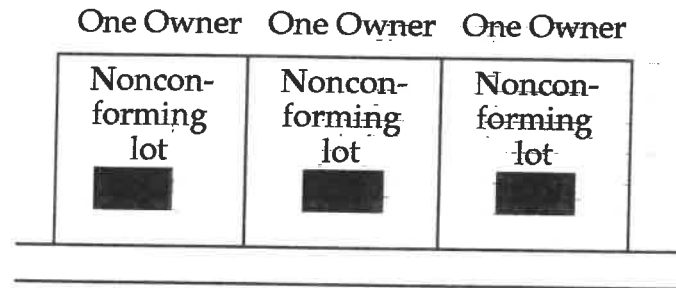 One Owner One Owner One Owner
Noncon- Noncon- Noncon-
forming forming forming
lot lot lot